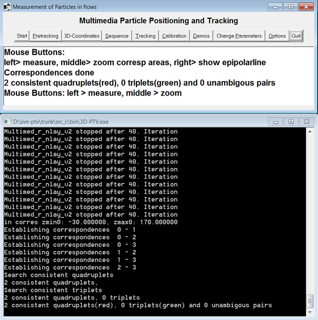 Measurement of Particles in flows
Multimedia Particle Positioning and Tracking
Start Pretracking 3D-Coordinates Sequence Tracking Calibration Demos Change Parameters Options Quit
Mouse Buttons:
left> measure, middle> zoom corresp areas, right> show epipolarline
Correspondences done
2 consistent quadruplets(red), 0 triplets(green) and 0 unambigous pairs
Mouse Buttons: left > measure, middle > zoom
D:\svn-ptv\trunk\src_c\bin\3D-PTV.exe
Multimed_r_nlay_v2 stopped after 40. Iteration
Multimed_r_nlay_v2 stopped after 40. Iteration
Multimed_r_nlay_v2 stopped after 40. Iteration
Multimed_r_nlay_v2 stopped after 40. Iteration
Multimed_r_nlay_v2 stopped after 40. Iteration
Multimed_r_nlay_v2 stopped after 40. Iteration
Multimed_r_nlay_v2 stopped after 40. Iteration
Multimed_r_nlay_v2 stopped after 40. Iteration
Multimed_r_nlay_v2 stopped after 40. Iteration
Multimed_r_nlay_v2 stopped after 40. Iteration
Multimed_r_nlay_v2 stopped after 40. Iteration
in corres zmin0: -30.000000, zmax0: 170.000000
Establishing correspondences 0 - 1
Establishing correspondences 0 - 2
Establishing correspondences 0 - 3
Establishing correspondences 1 - 2
Establishing correspondences 1 - 3
Establishing correspondences 2 - 3
Search consistent quadruplets
2 consistent quadruplets,
Search consistent triplets
2 consistent quadruplets, 0 triplets
2 consistent quadruplets(red), 0 triplets(green) and 0 unambigous pairs